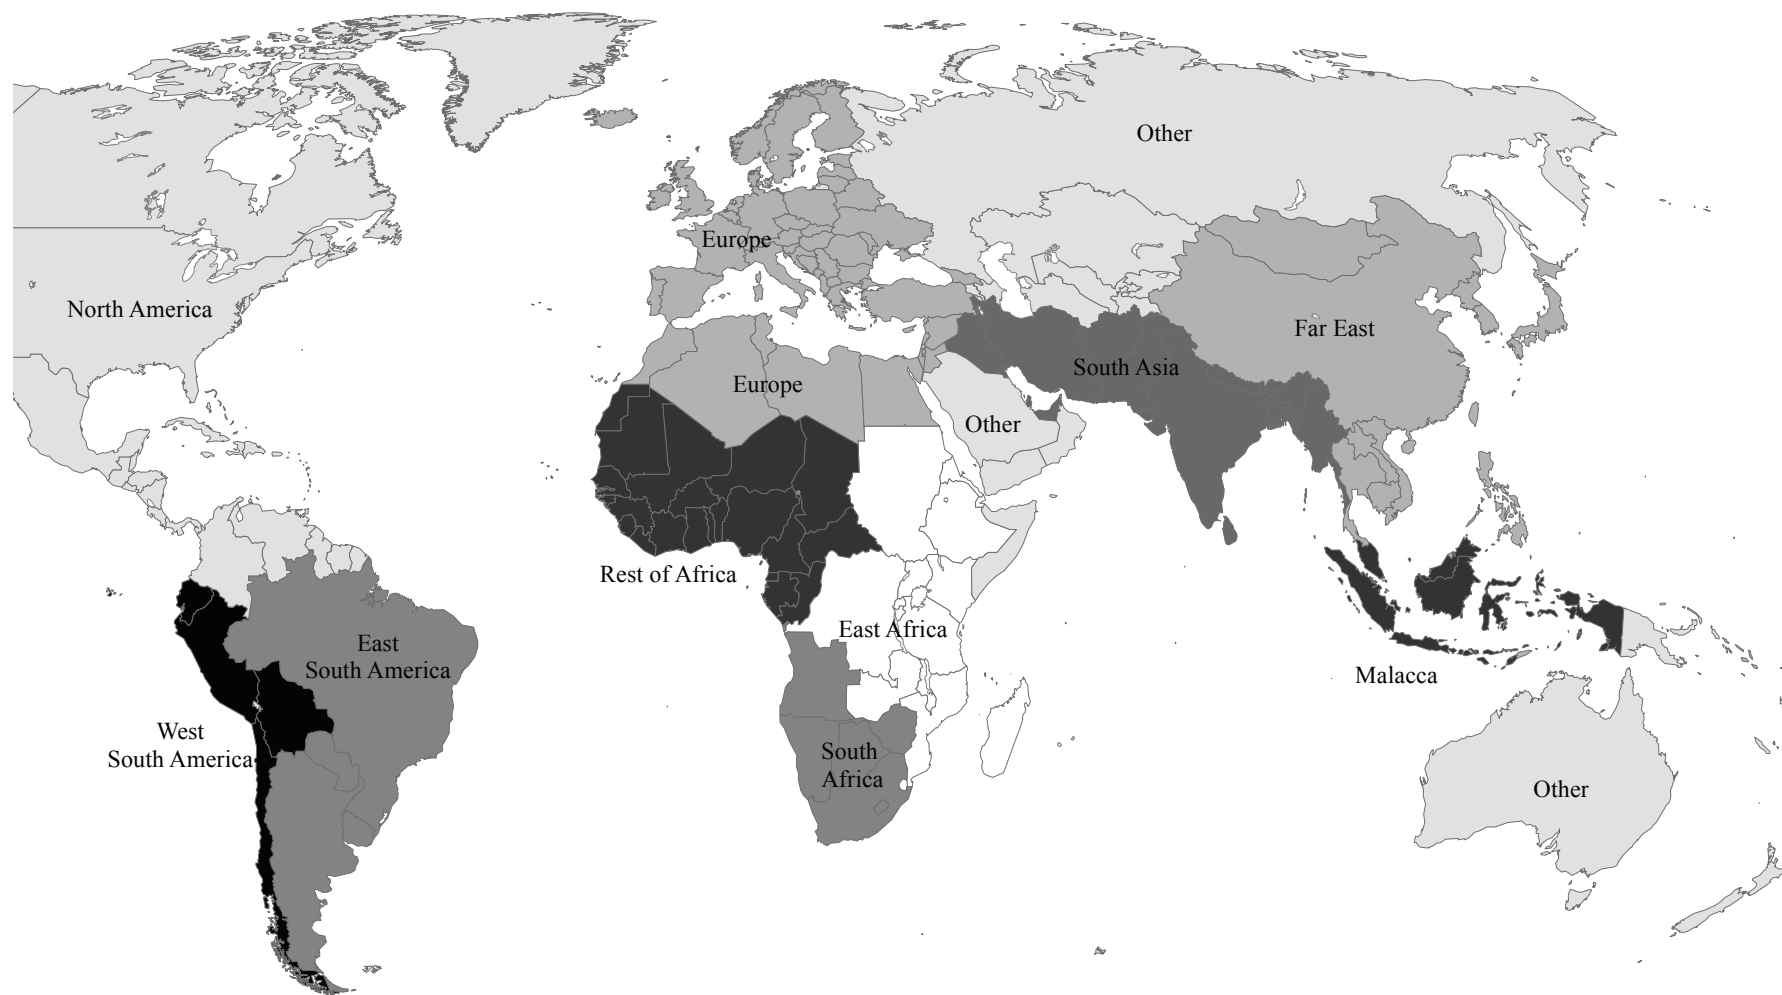 Other
Europe
North America
Far East
South Asia
Europe
Other
Rest of Africa
East Africa
East
South America
Malacca
West
South America
South
Africa
Other